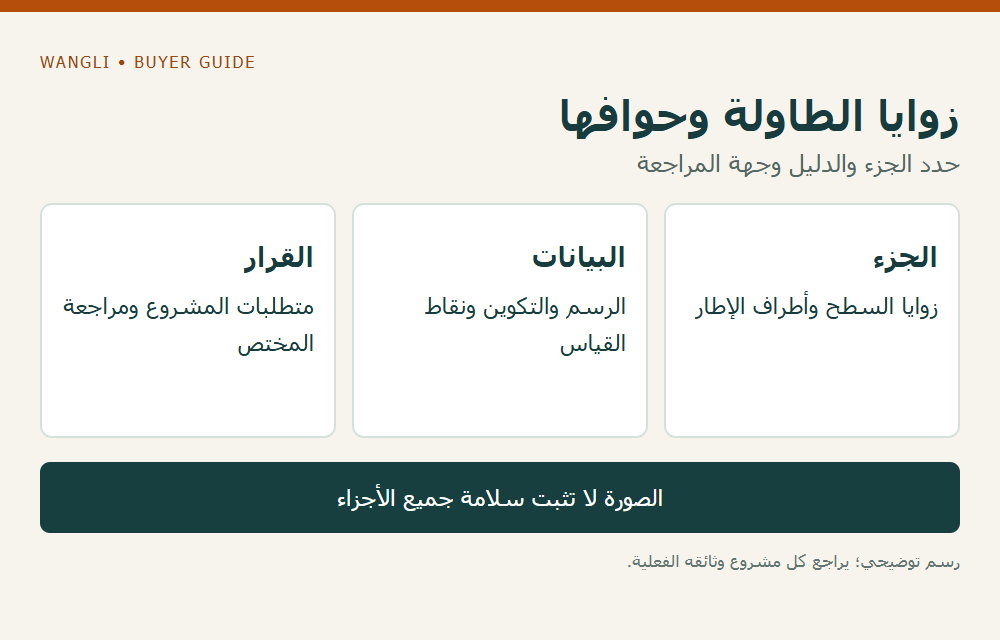 WANGLI • BUYER GUIDE
زوايا الطاولة وحوافها
حدد الجزء والدليل وجهة المراجعة
الجزء
زوايا السطح وأطراف الإطار
البيانات
الرسم والتكوين ونقاط
القياس
القرار
متطلبات المشروع ومراجعة
المختص
الصورة لا تثبت سلامة جميع الأجزاء
رسم توضيحي؛ يراجع كل مشروع وثائقه الفعلية.